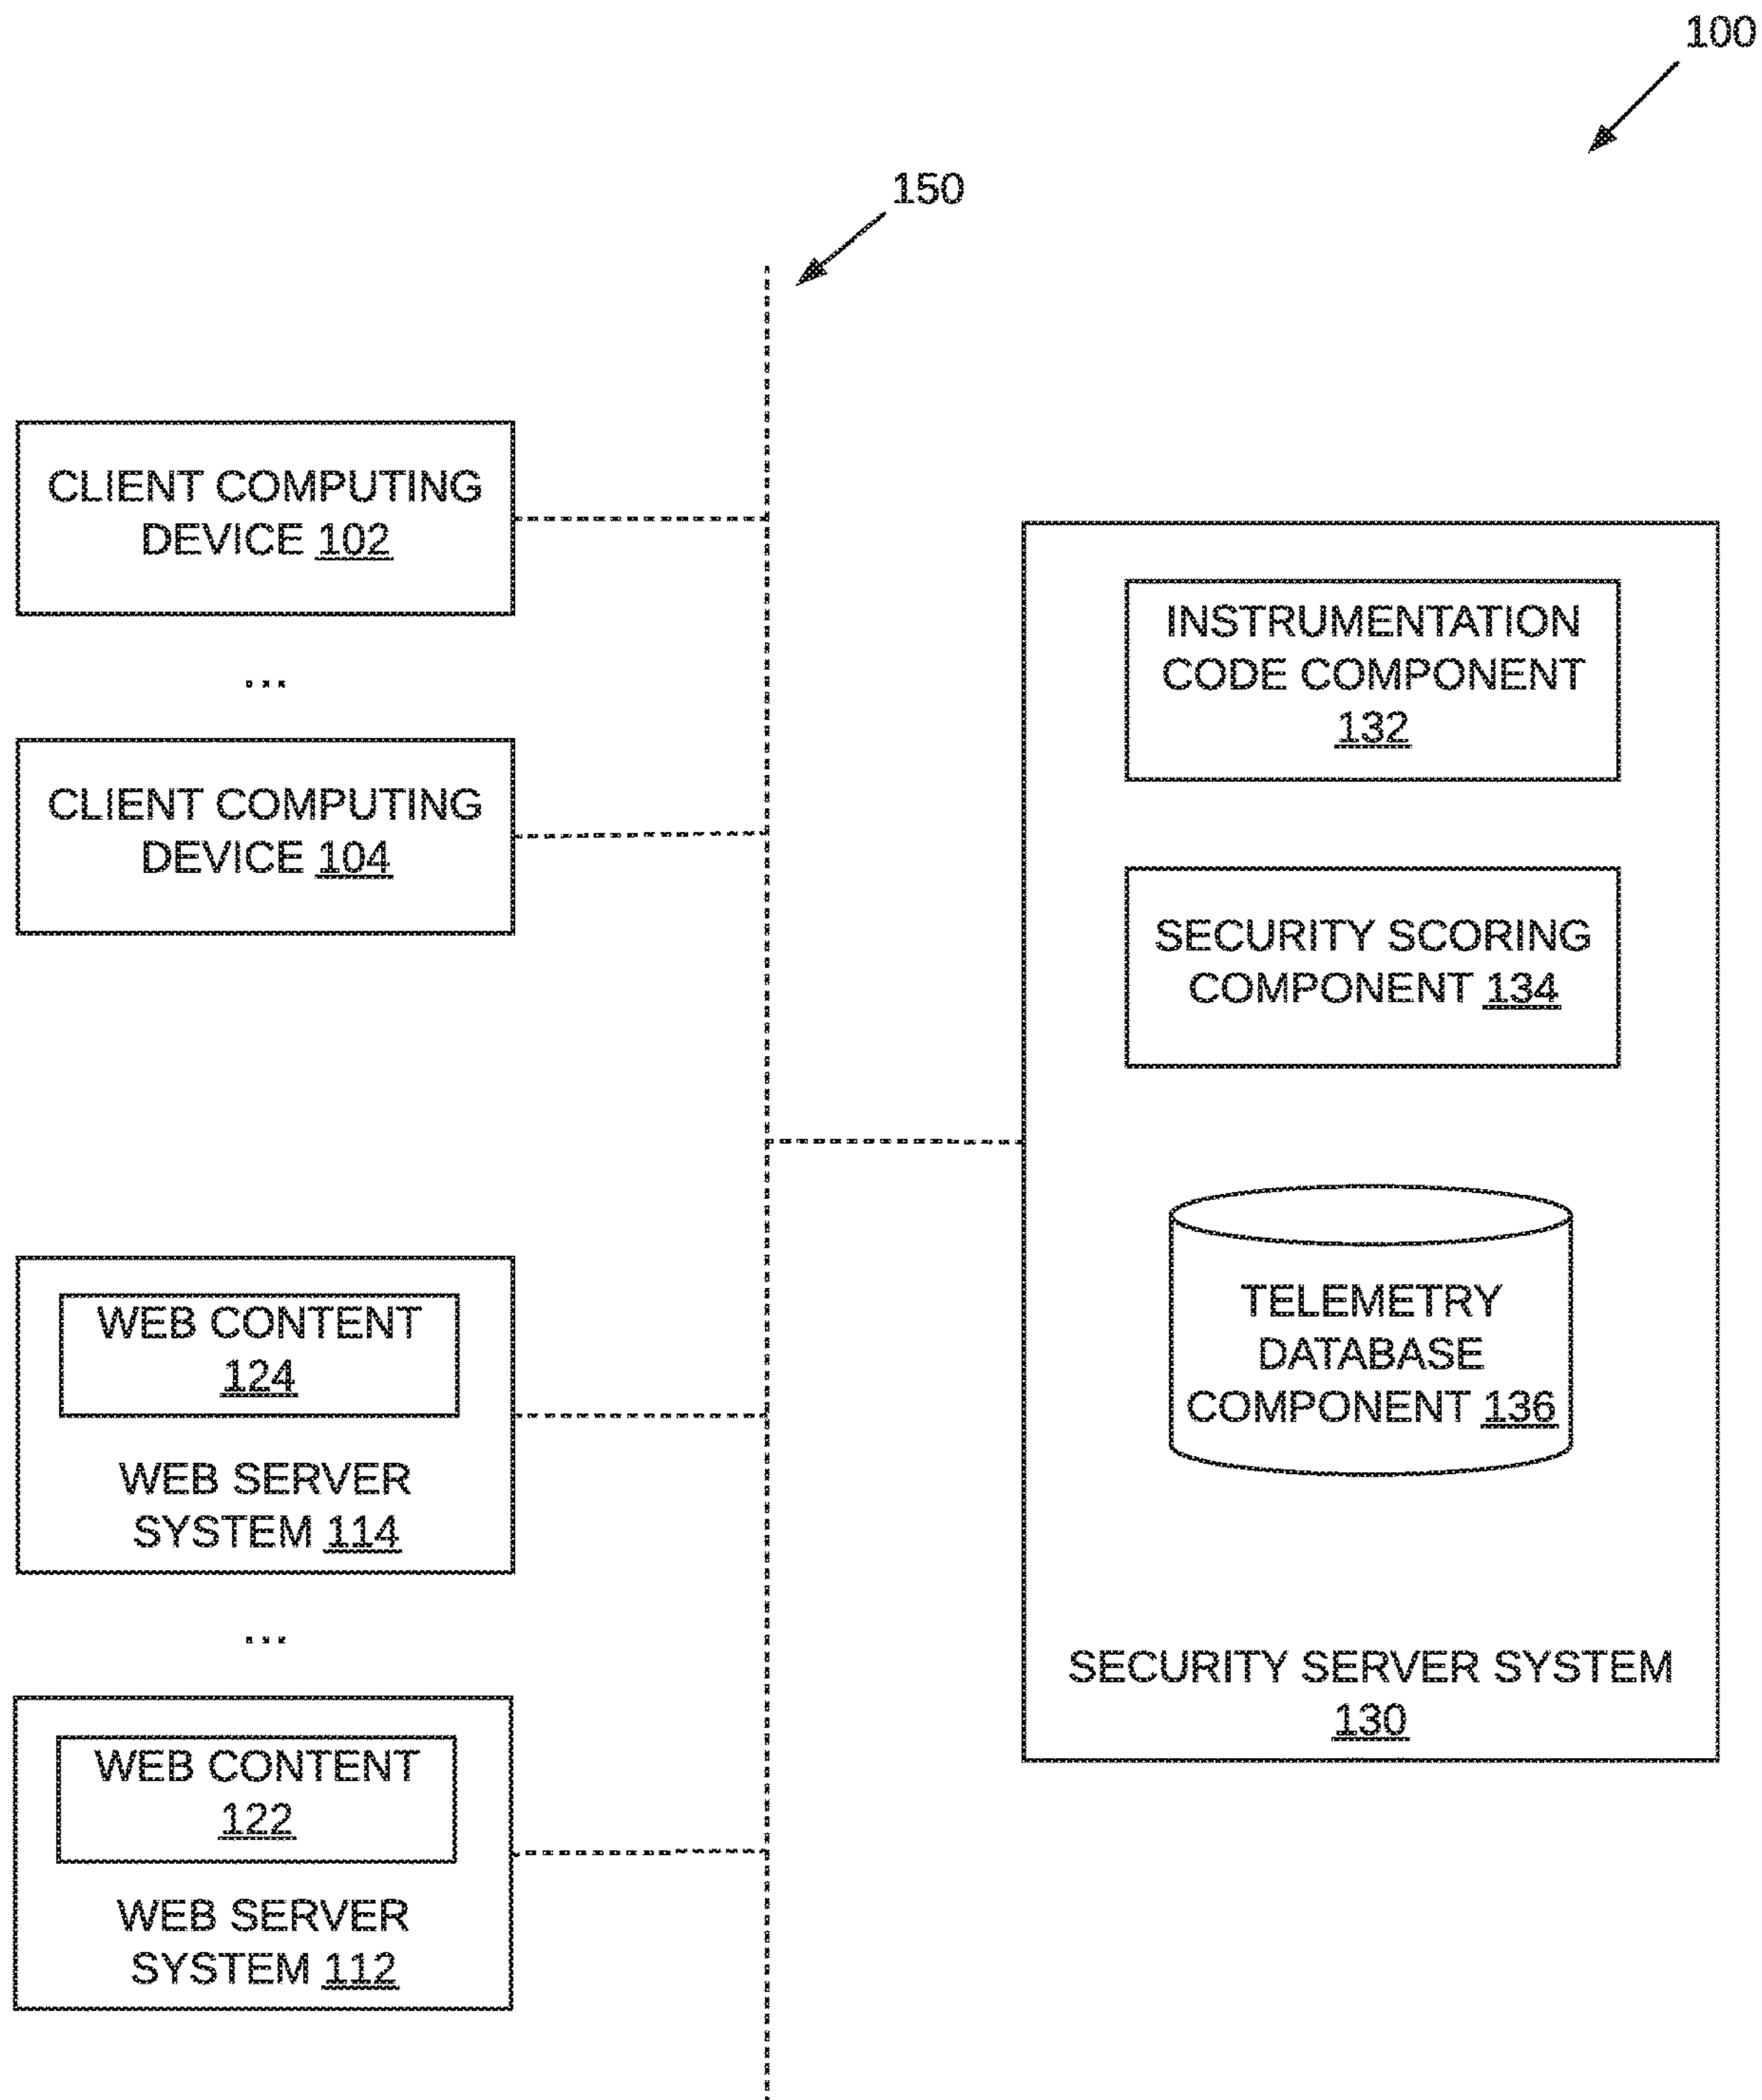 100
150
CLIENT COMPUTING
DEVICE 102
...
CLIENT COMPUTING
DEVICE 104
INSTRUMENTATION
CODE COMPONENT
132
SECURITY SCORING
COMPONENT 134
TELEMETRY
DATABASE
COMPONENT 136
SECURITY SERVER SYSTEM
130
WEB CONTENT
124
WEB SERVER
SYSTEM 114
...
WEB CONTENT
122
WEB SERVER
SYSTEM 112